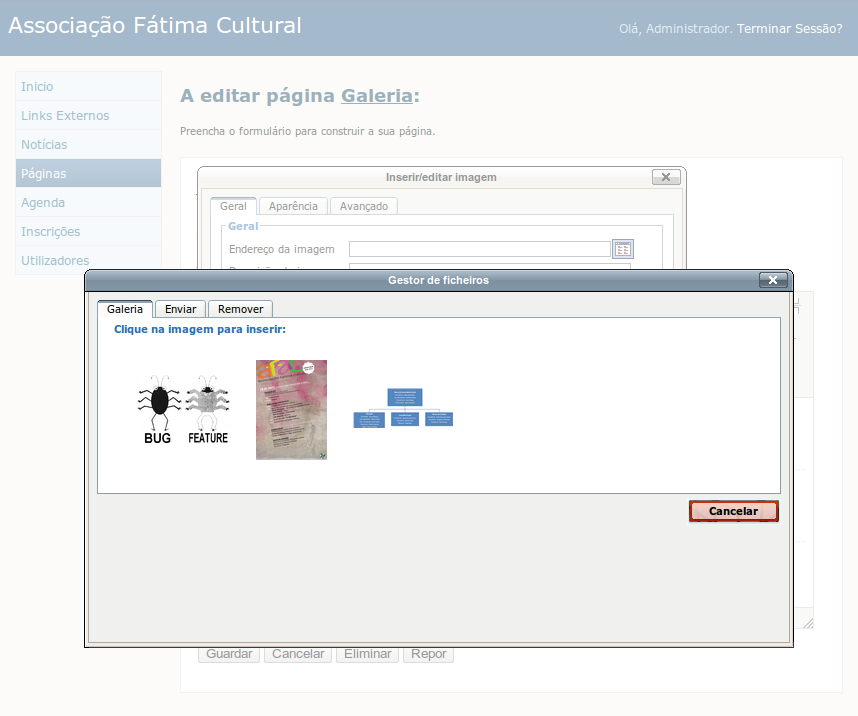 Associação Fátima Cultural
Olá, Administrador. Terminar Sessão?
Inicio
Links Externos
Notícias
Páginas
Agenda
Inscrições
Utilizadores
A editar página Galeria:
Preencha o formulário para construir a sua página.
Inserir/editar imagem
Geral
Aparência
Avançado
Geral
Endereço da imagem
Gestor de ficheiros
Galeria
Enviar
Remover
Clique na imagem para inserir:
BUG
FEATURE
Cancelar
Guardar
Cancelar
Eliminar
Repor